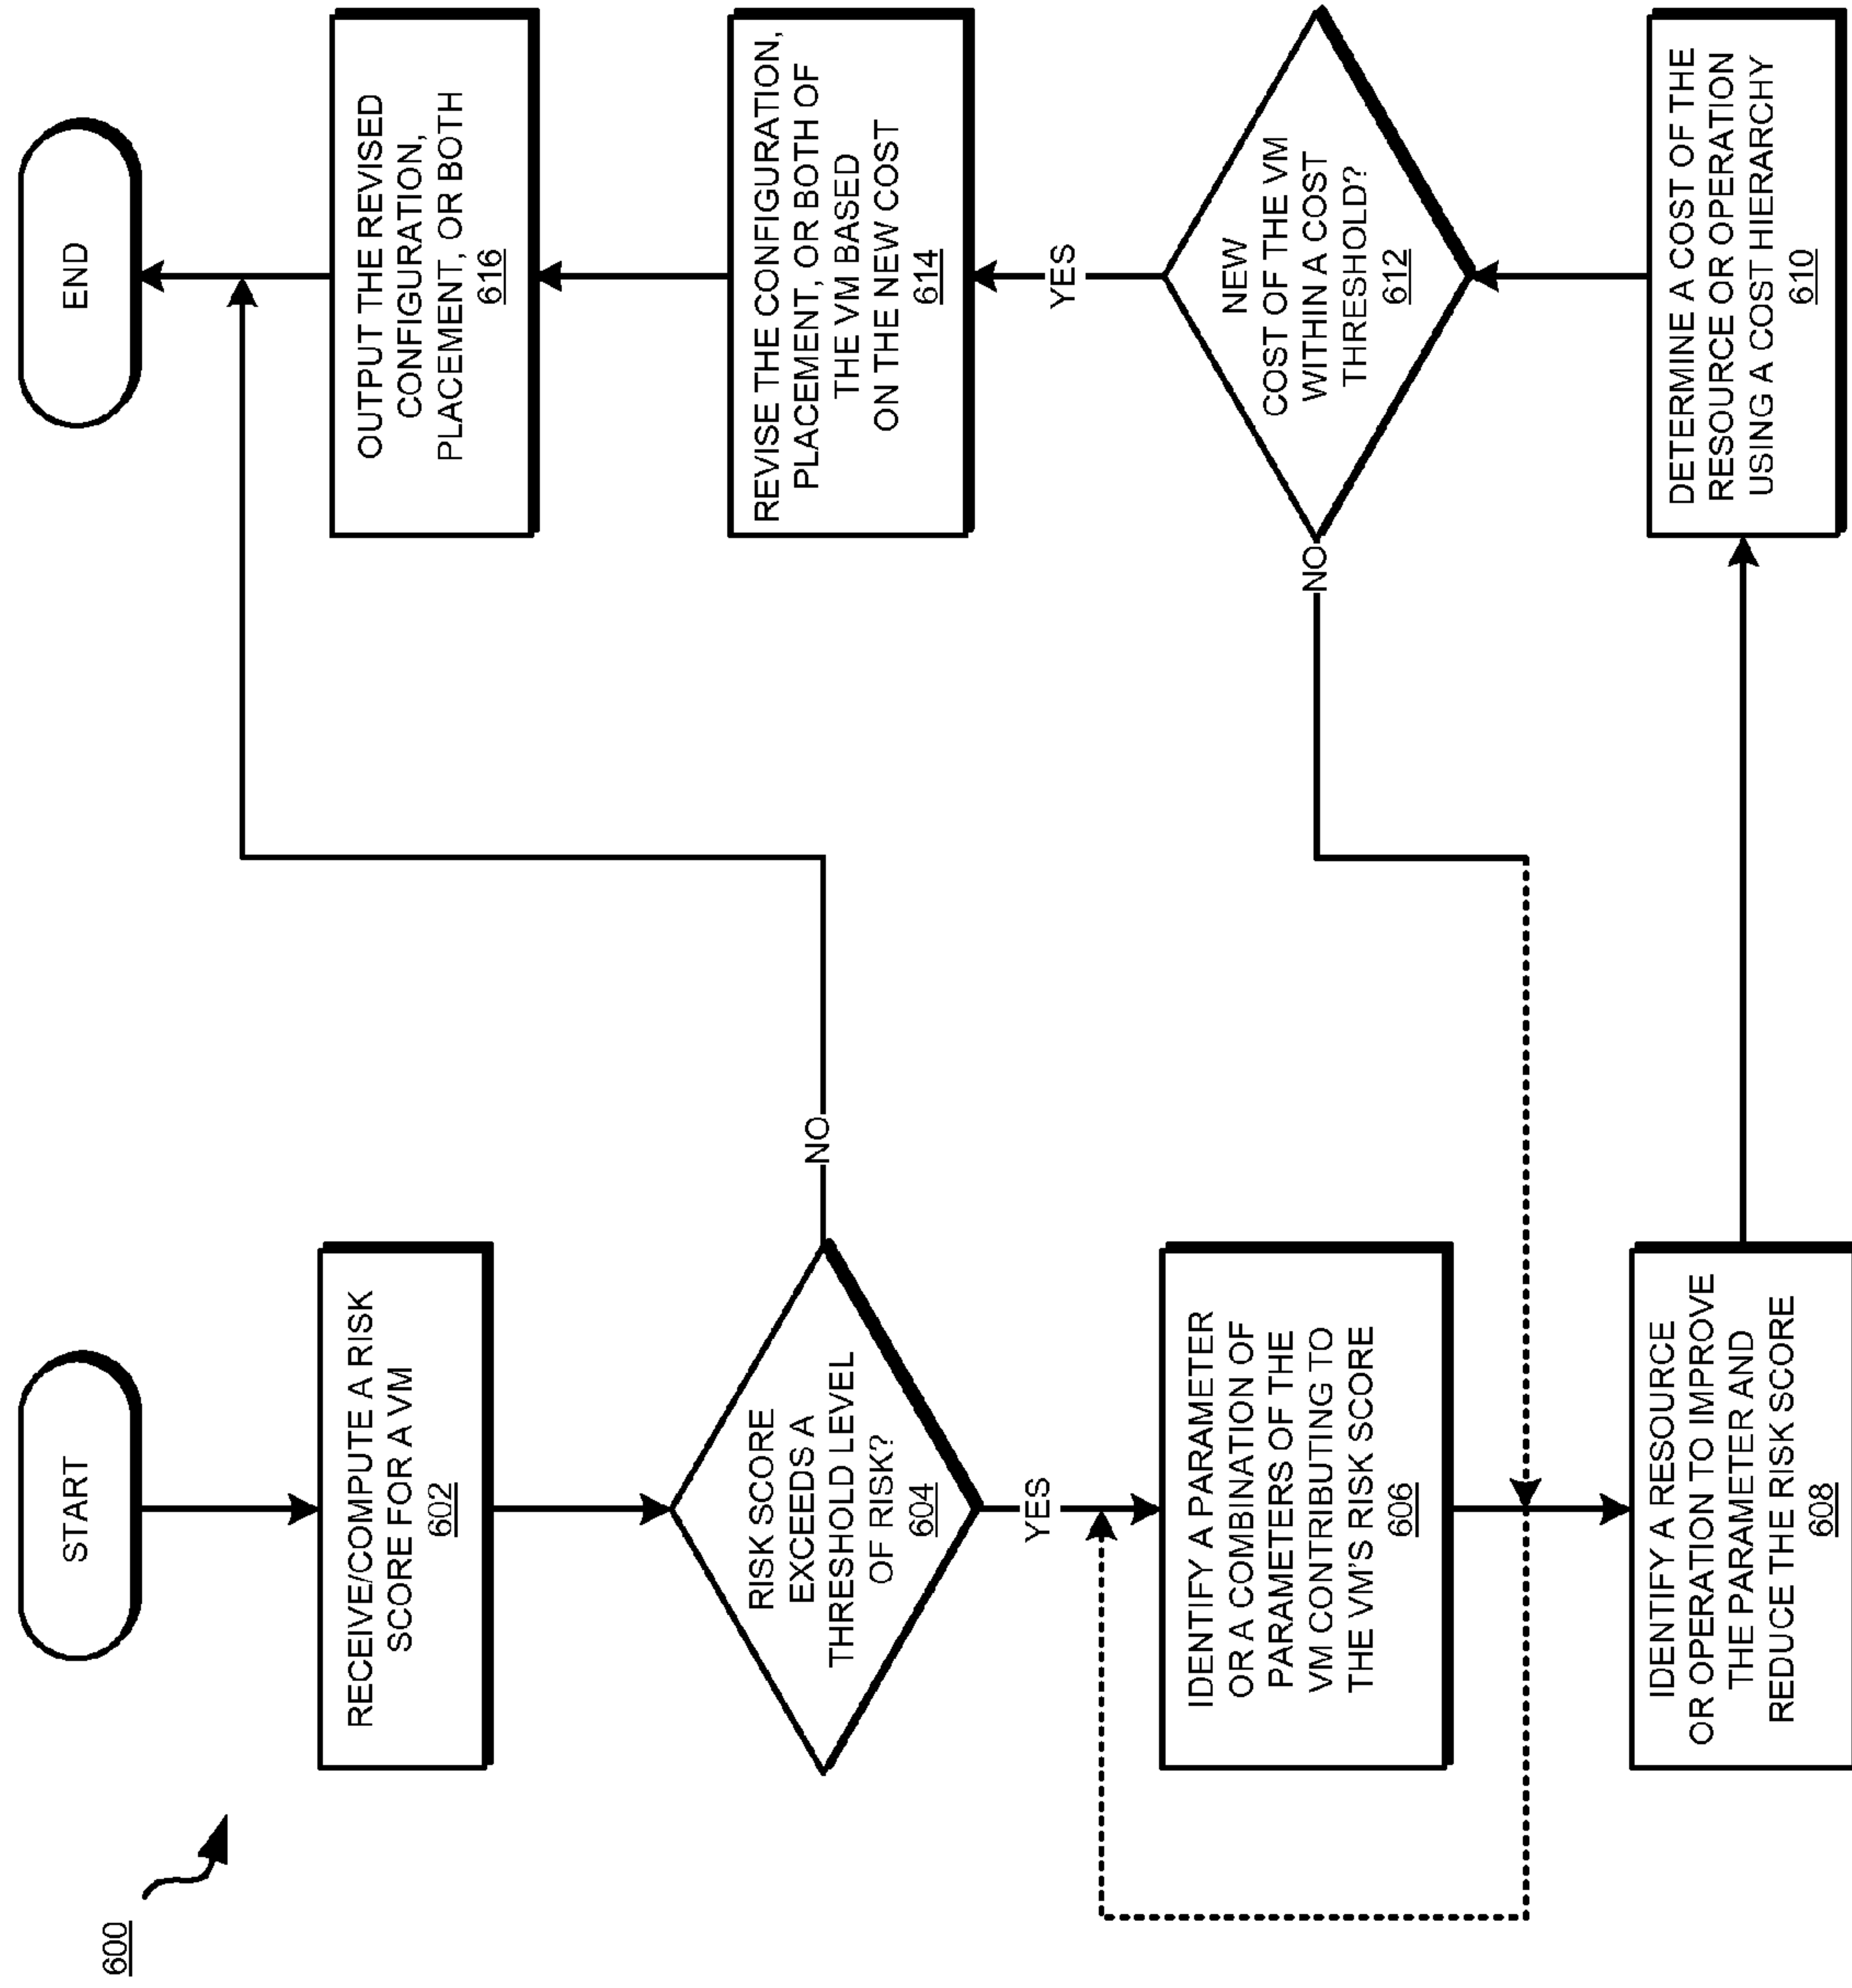 600
START
RECEIVE/COMPUTE A RISK
SCORE FOR A VM
602
RISK SCORE
EXCEEDS A
THRESHOLD LEVEL
OF RISK?
604
NO
YES
IDENTIFY A PARAMETER
OR A COMBINATION OF
PARAMETERS OF THE
VM CONTRIBUTING TO
THE VM'S RISK SCORE
606
IDENTIFY A RESOURCE
OR OPERATION TO IMPROVE
THE PARAMETER AND
REDUCE THE RISK SCORE
608
DETERMINE A COST OF THE
RESOURCE OR OPERATION
USING A COST HIERARCHY
610
NEW
COST OF THE VM
WITHIN A COST
THRESHOLD?
612
NO
YES
REVISE THE CONFIGURATION,
PLACEMENT, OR BOTH OF
THE VM BASED
ON THE NEW COST
614
OUTPUT THE REVISED
CONFIGURATION,
PLACEMENT, OR BOTH
616
END